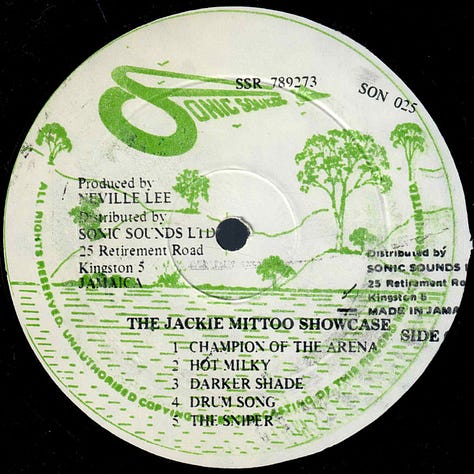 SSR 789273
SON 025
SONIC SOUNDS
Produced by
NEVILLE LEE
Distributed by
SONIC SOUNDS LTD
25 Retirement Road
Kingston 5
JAMAICA
Distributed by
SONIC SOUNDS
25 Retirement Road
Kingston 5
MADE IN JAMA
THE JACKIE MITTOO SHOWCASE
SIDE
1 CHAMPION OF THE ARENA
2 HOT MILKY
3 DARKER SHADE
4 DRUM SONG
5 THE SNIPER
ALL RIGHTS RESERVED. UNAUTHORISED COPYING OF THIS